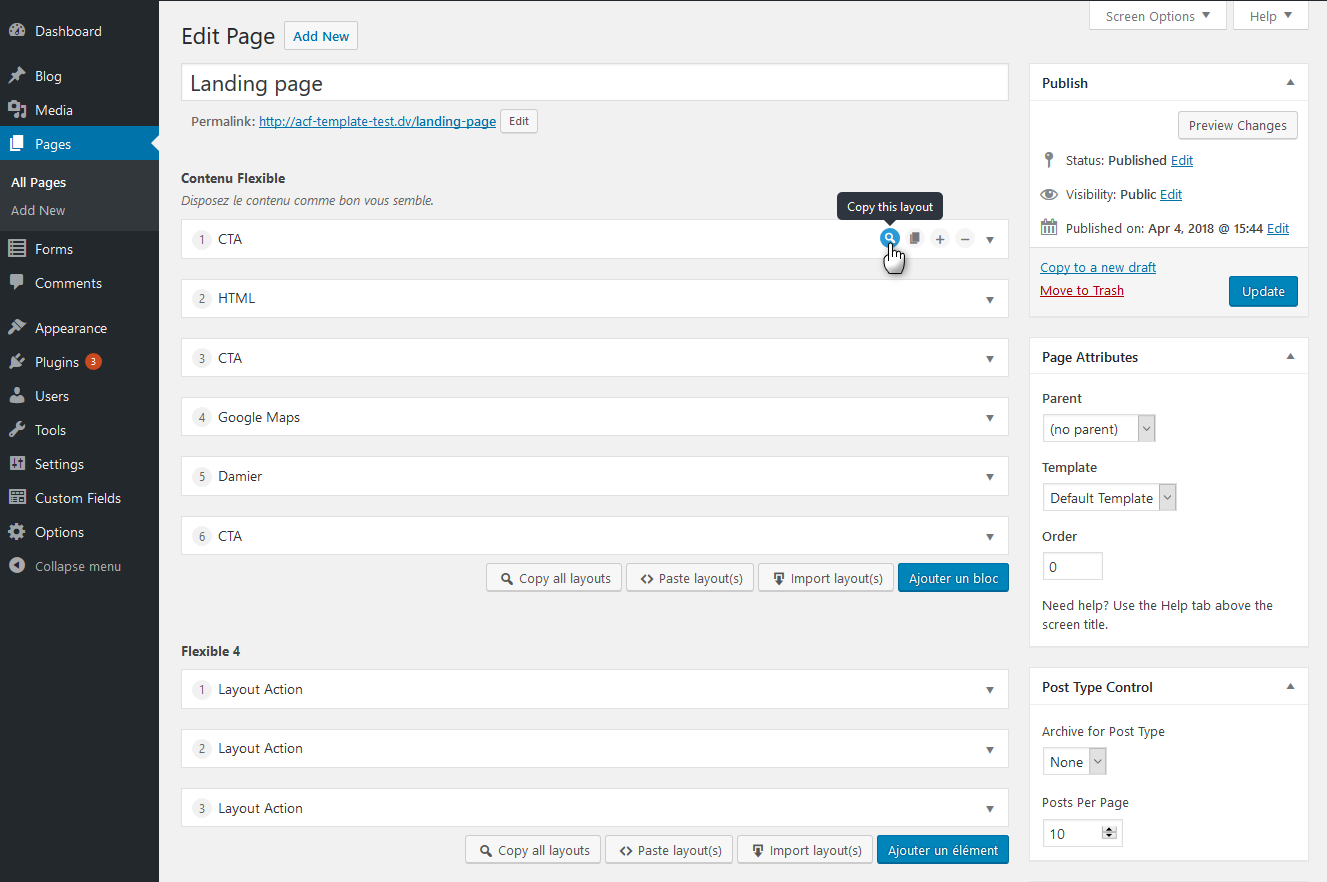 Dashboard
Blog
Media
Pages
All Pages
Add New
Forms
Comments
Appearance
Plugins 3
Users
Tools
Settings
Custom Fields
Options
Collapse menu
Screen Options
Help
Edit Page
Add New
Landing page
Permalink: http://acf-template-test.dv/landing-page Edit
Contenu Flexible
Disposez le contenu comme bon vous semble.
Copy this layout
1 CTA
2 HTML
3 CTA
4 Google Maps
5 Damier
6 CTA
Copy all layouts
Paste layout(s)
Import layout(s)
Ajouter un bloc
Flexible 4
1 Layout Action
2 Layout Action
3 Layout Action
Copy all layouts
Paste layout(s)
Import layout(s)
Ajouter un élément
Publish
Preview Changes
Status: Published Edit
Visibility: Public Edit
Published on: Apr 4, 2018 @ 15:44 Edit
Copy to a new draft
Move to Trash
Update
Page Attributes
Parent
(no parent)
Template
Default Template
Order
0
Need help? Use the Help tab above the
screen title.
Post Type Control
Archive for Post Type
None
Posts Per Page
10